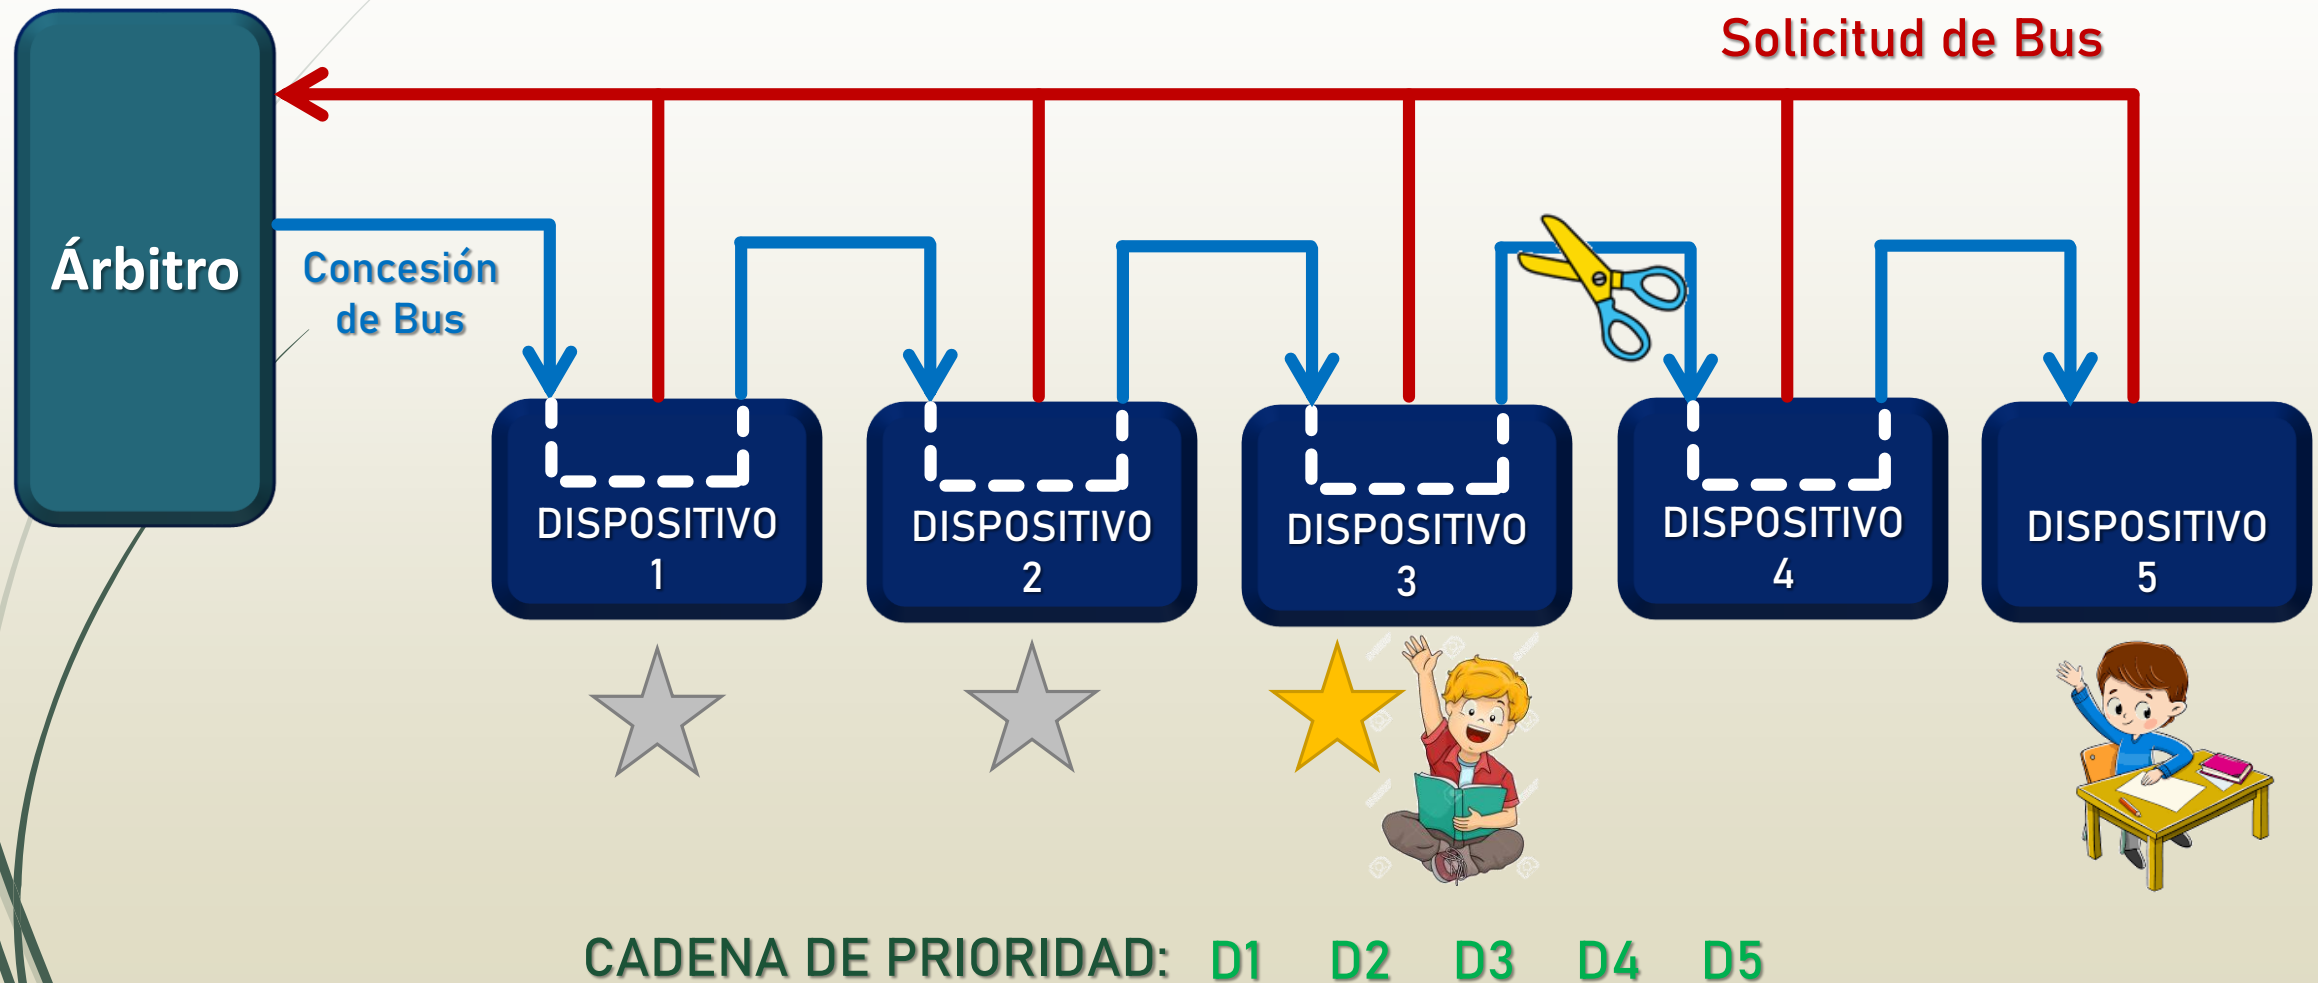 Solicitud de Bus
Árbitro
Concesión
de Bus
DISPOSITIVO
1
DISPOSITIVO
2
DISPOSITIVO
3
DISPOSITIVO
4
DISPOSITIVO
5
CADENA DE PRIORIDAD: D1 D2 D3 D4 D5